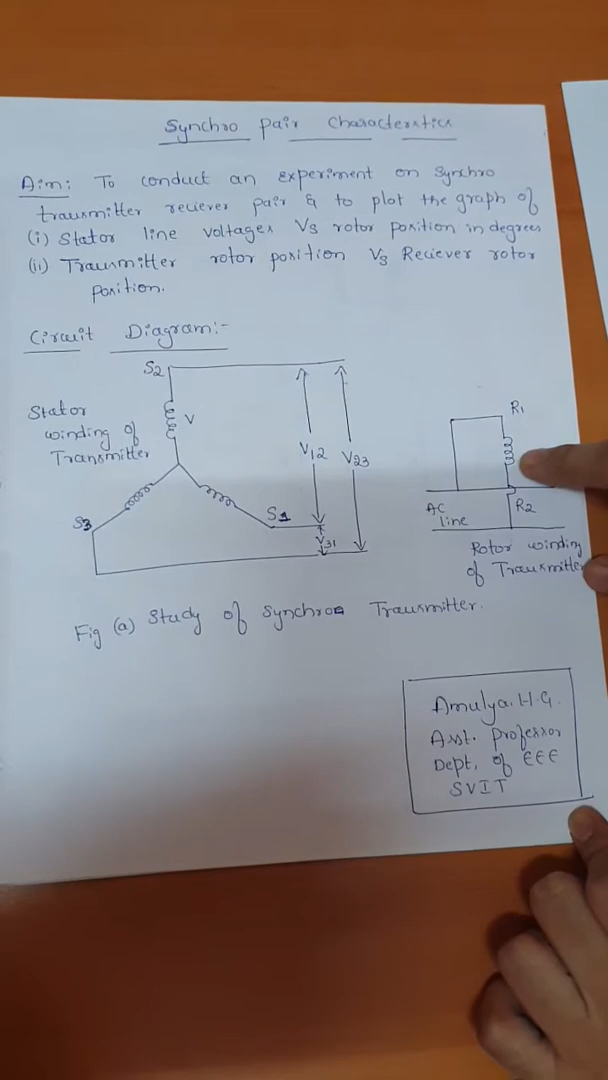 Synchro pair Characterstics
Aim: To conduct an experiment on Synchro
transmitter reciever pair & to plot the graph of
(i) Stator line voltages Vs rotor position in degrees
(ii) Transmitter rotor position Vs Reciever rotor
position.
Circuit Diagram:-
S2
Stator
winding of
Transmitter
V
V12
V23
S3
S1
V31
R1
R2
AC
line
Rotor winding
of Transmitter
Fig (a) Study of Synchro Transmitter.
Amulya.H.G.
Asst. professor
Dept. of EEE
SVIT